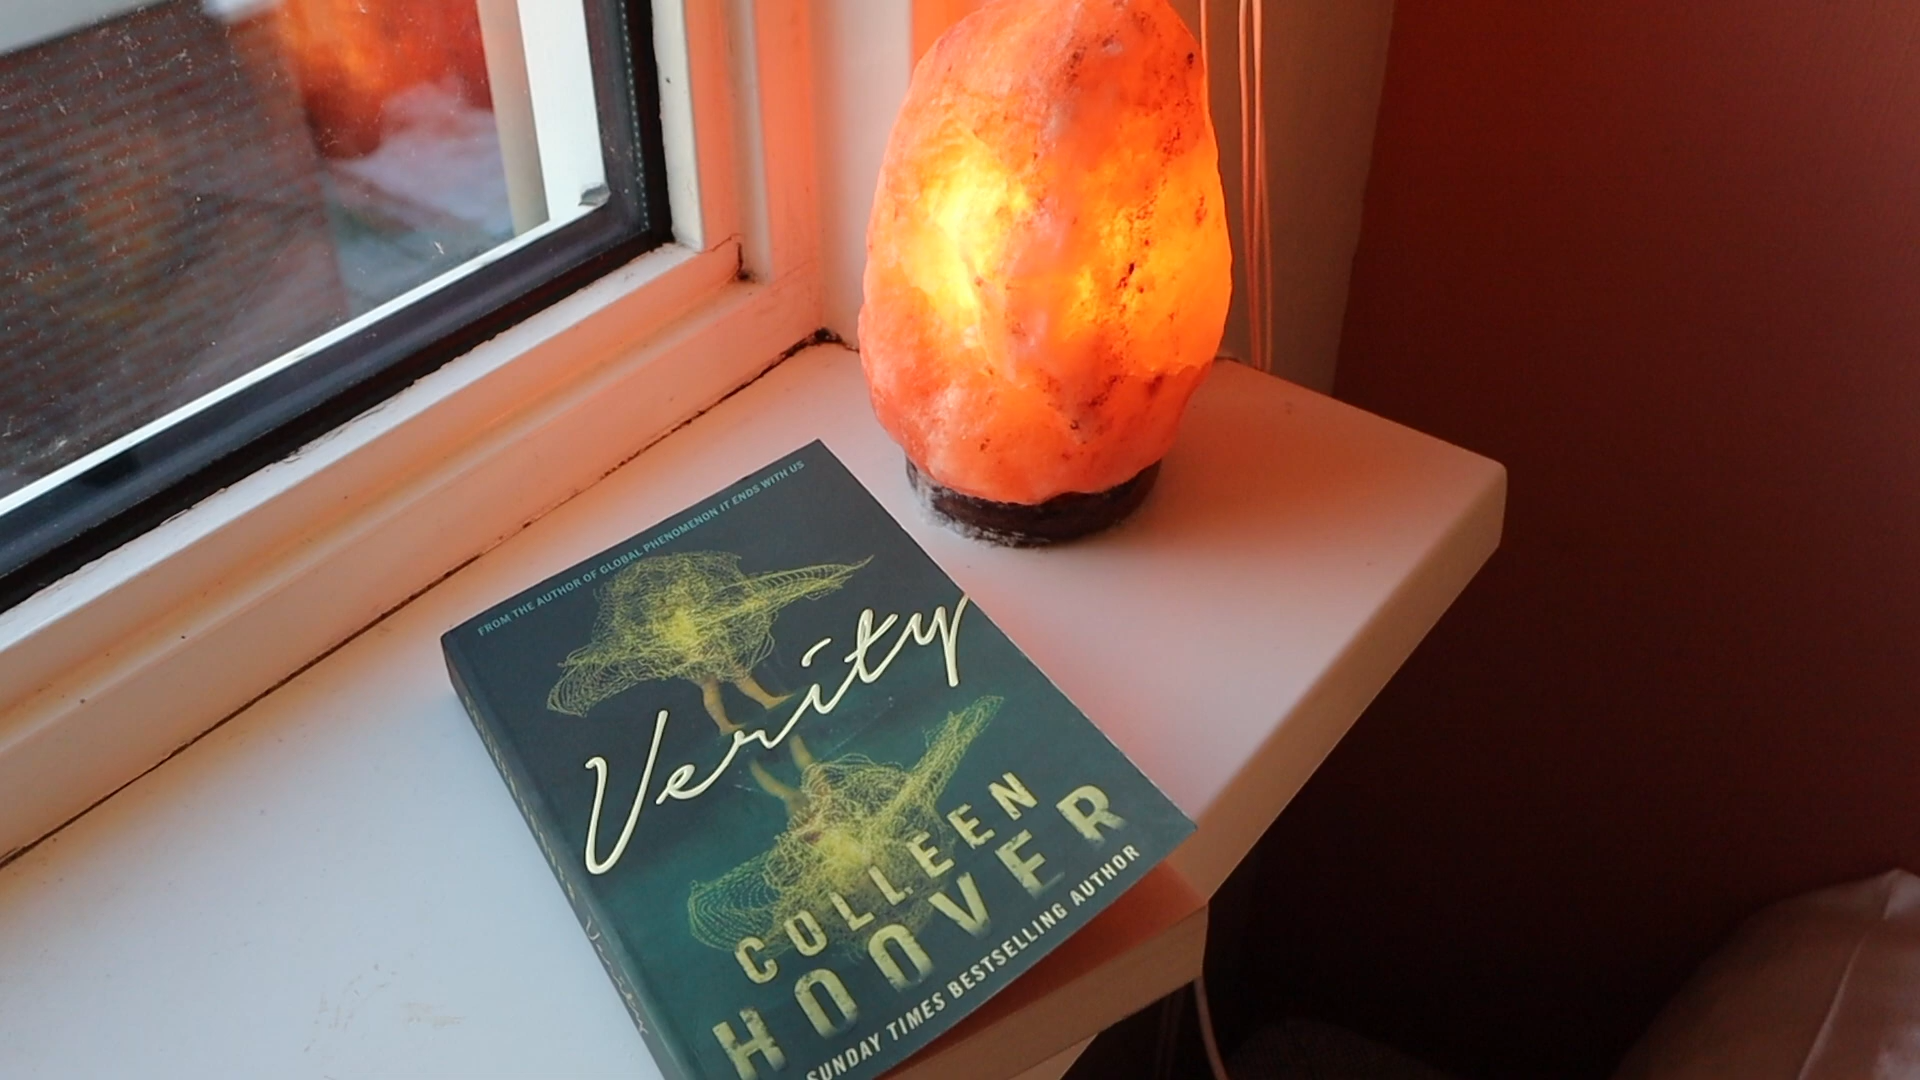 FROM THE AUTHOR OF GLOBAL PHENOMENON IT ENDS WITH US
Verity
COLLEEN
HOOVER
SUNDAY TIMES BESTSELLING AUTHOR